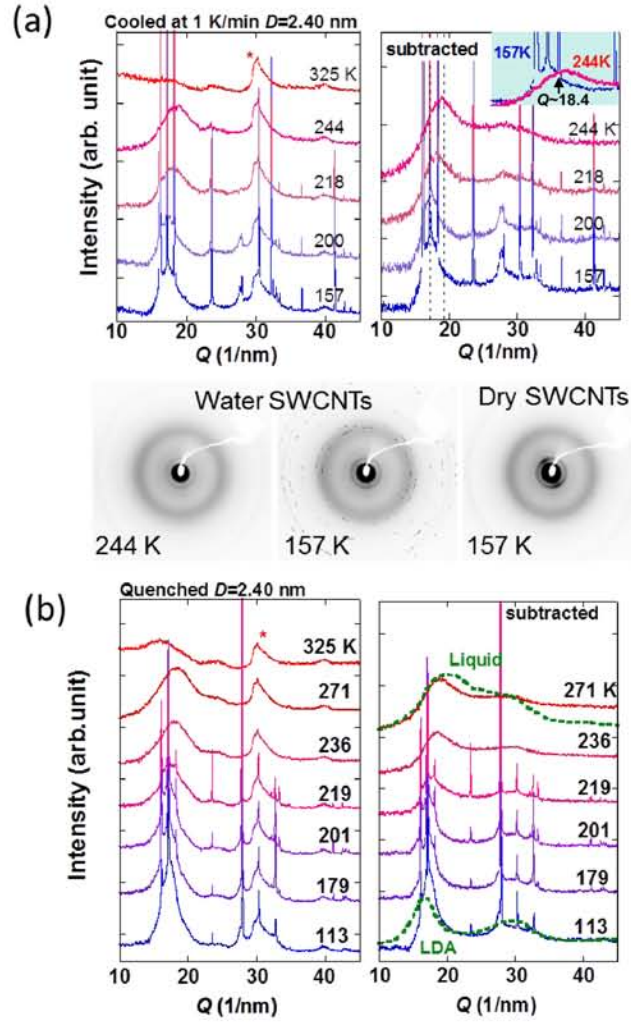 (a)
Cooled at 1 K/min D=2.40 nm
Intensity (arb. unit)
325 K
*
244
218
200
157
10 20 30 40
Q (1/nm)
subtracted
157K
244K
Q~18.4
244 K
218
200
157
10 20 30 40
Q (1/nm)
Water SWCNTs
Dry SWCNTs
244 K
157 K
157 K
(b)
Quenched D=2.40 nm
Intensity (arb.unit)
325 K
*
271
236
219
201
179
113
10 20 30 40
Q (1/nm)
subtracted
Liquid
271 K
236
219
201
179
113
LDA
10 20 30 40
Q (1/nm)